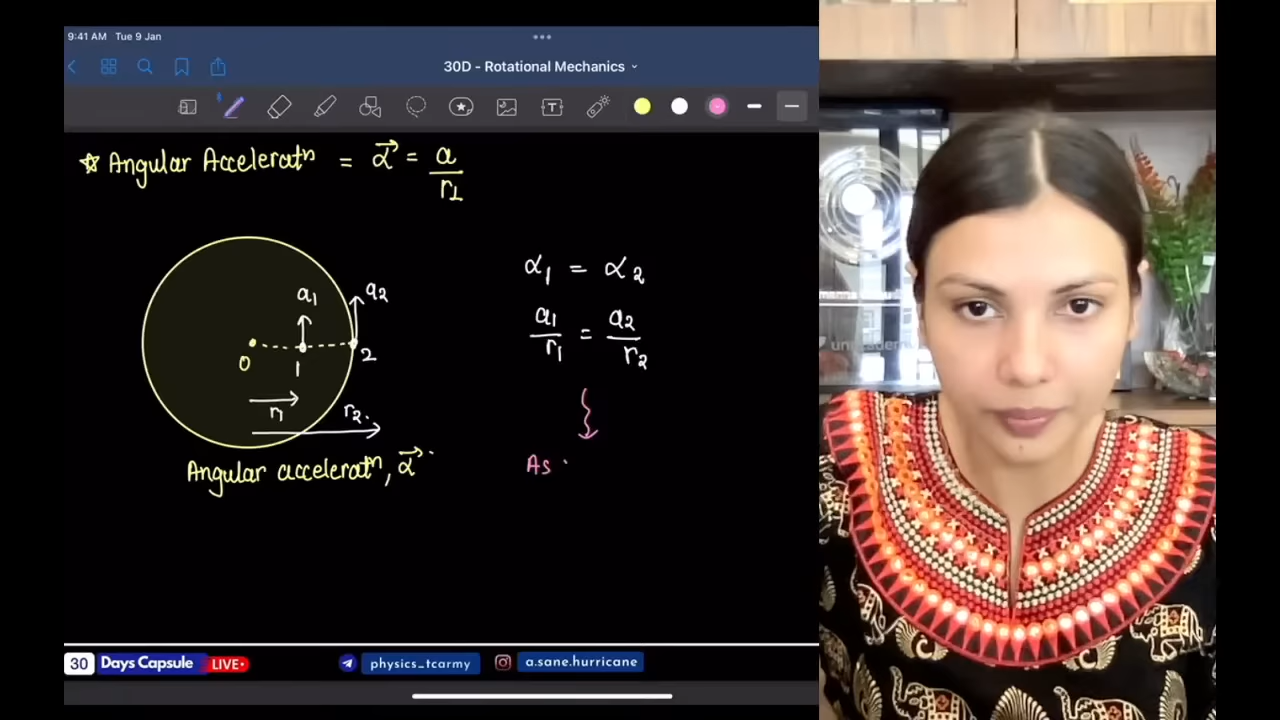 9:41 AM Tue 9 Jan
30D - Rotational Mechanics
☆ Angular Acceleratⁿ = α⃗ = a/r⊥
α₁ = α₂
a₁/r₁ = a₂/r₂
a₁ a₂
O 1 2
r₁ r₂
Angular acceleratⁿ, α⃗
As
30 Days Capsule LIVE
physics_tcarmy
a.sane.hurricane